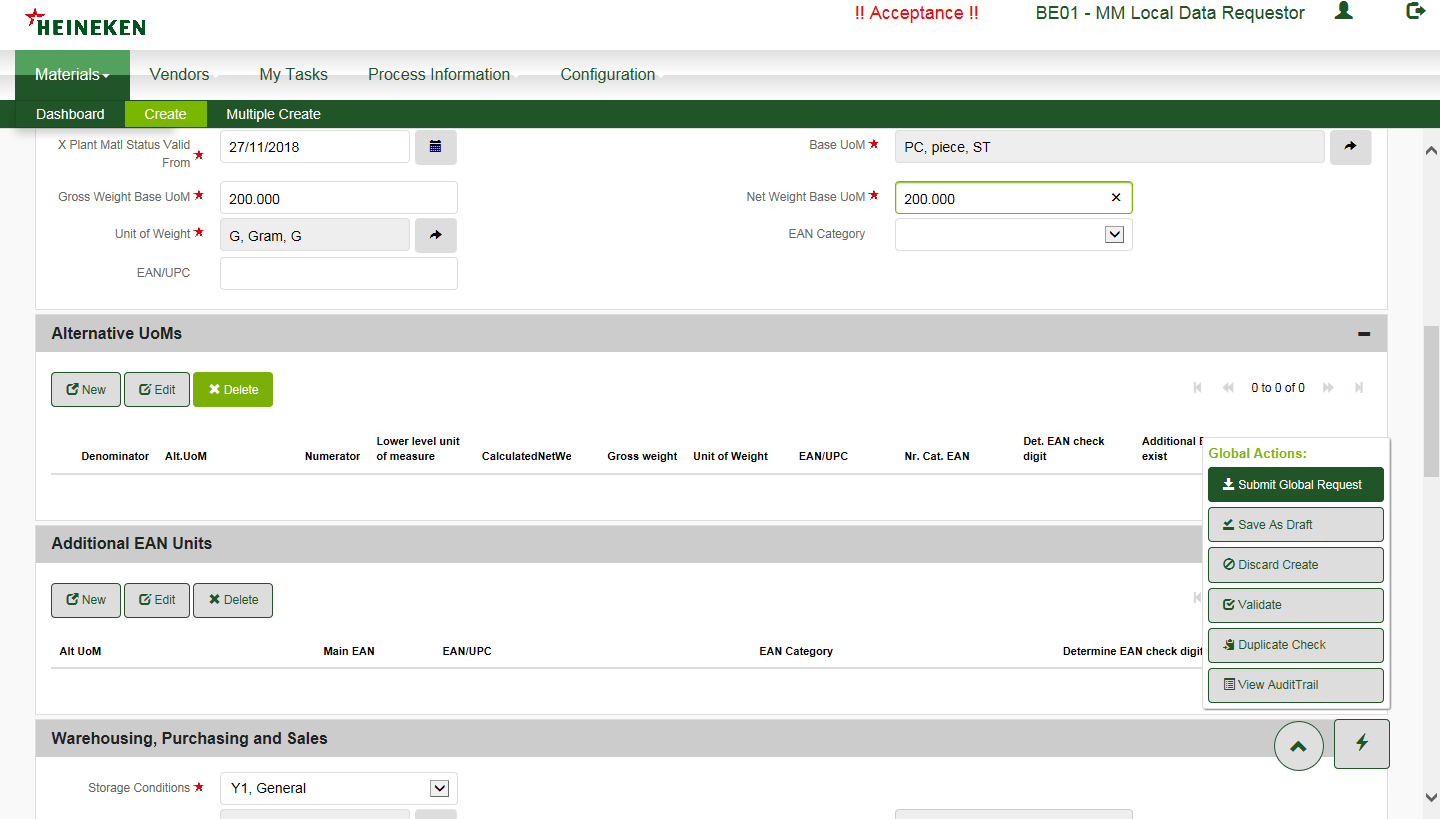 HEINEKEN
!! Acceptance !!
BE01 - MM Local Data Requestor
Materials
Vendors
My Tasks
Process Information
Configuration
Dashboard
Create
Multiple Create
X Plant Matl Status Valid
From
27/11/2018
Base UoM
PC, piece, ST
Gross Weight Base UoM
200.000
Net Weight Base UoM
200.000
Unit of Weight
G, Gram, G
EAN Category
EAN/UPC
Alternative UoMs
New
Edit
Delete
0 to 0 of 0
Denominator
Alt.UoM
Numerator
Lower level unit
of measure
CalculatedNetWe
Gross weight
Unit of Weight
EAN/UPC
Nr. Cat. EAN
Det. EAN check
digit
Additional
exist
Global Actions:
Submit Global Request
Save As Draft
Discard Create
Validate
Duplicate Check
View AuditTrail
Additional EAN Units
New
Edit
Delete
Alt UoM
Main EAN
EAN/UPC
EAN Category
Determine EAN check digit
Warehousing, Purchasing and Sales
Storage Conditions
Y1, General